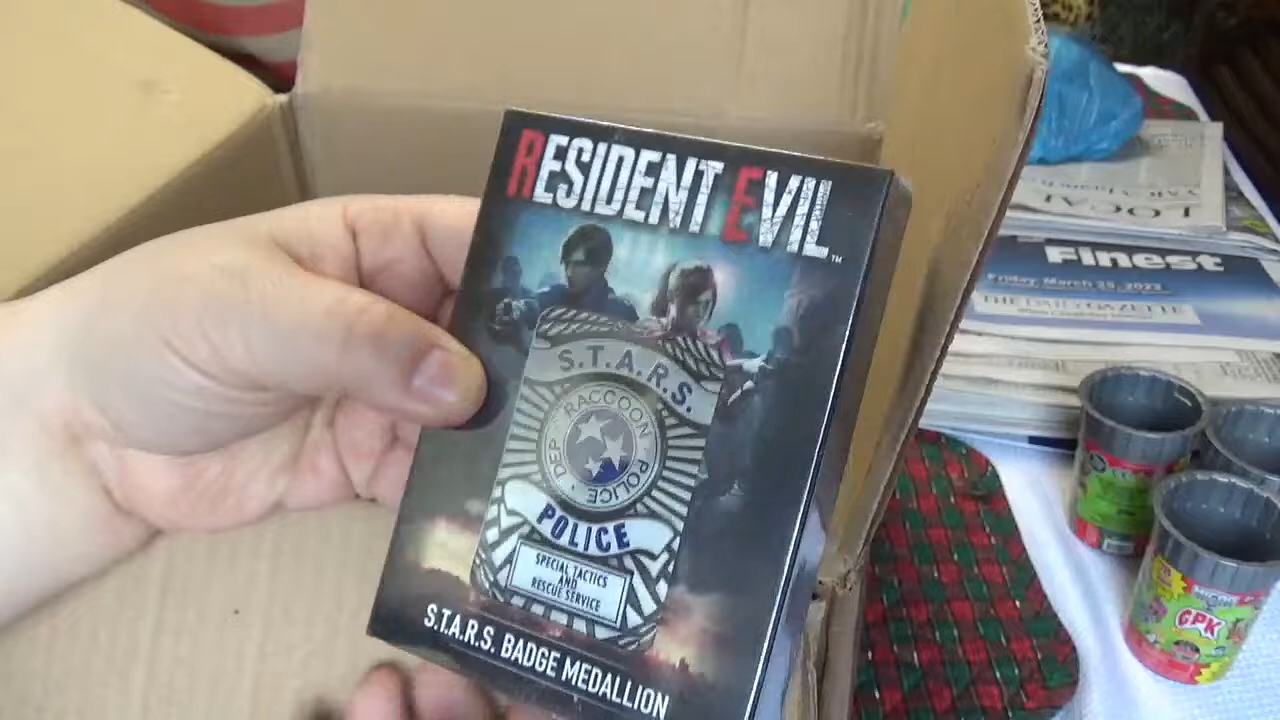 RESIDENT EVIL™
S.T.A.R.S.
RACCOON
POLICE
DEP
POLICE
SPECIAL TACTICS
AND
RESCUE SERVICE
S.T.A.R.S. BADGE MEDALLION
LOCAL
Finest
Friday, March 25, 2022
THE DAILY GAZETTE
GPK